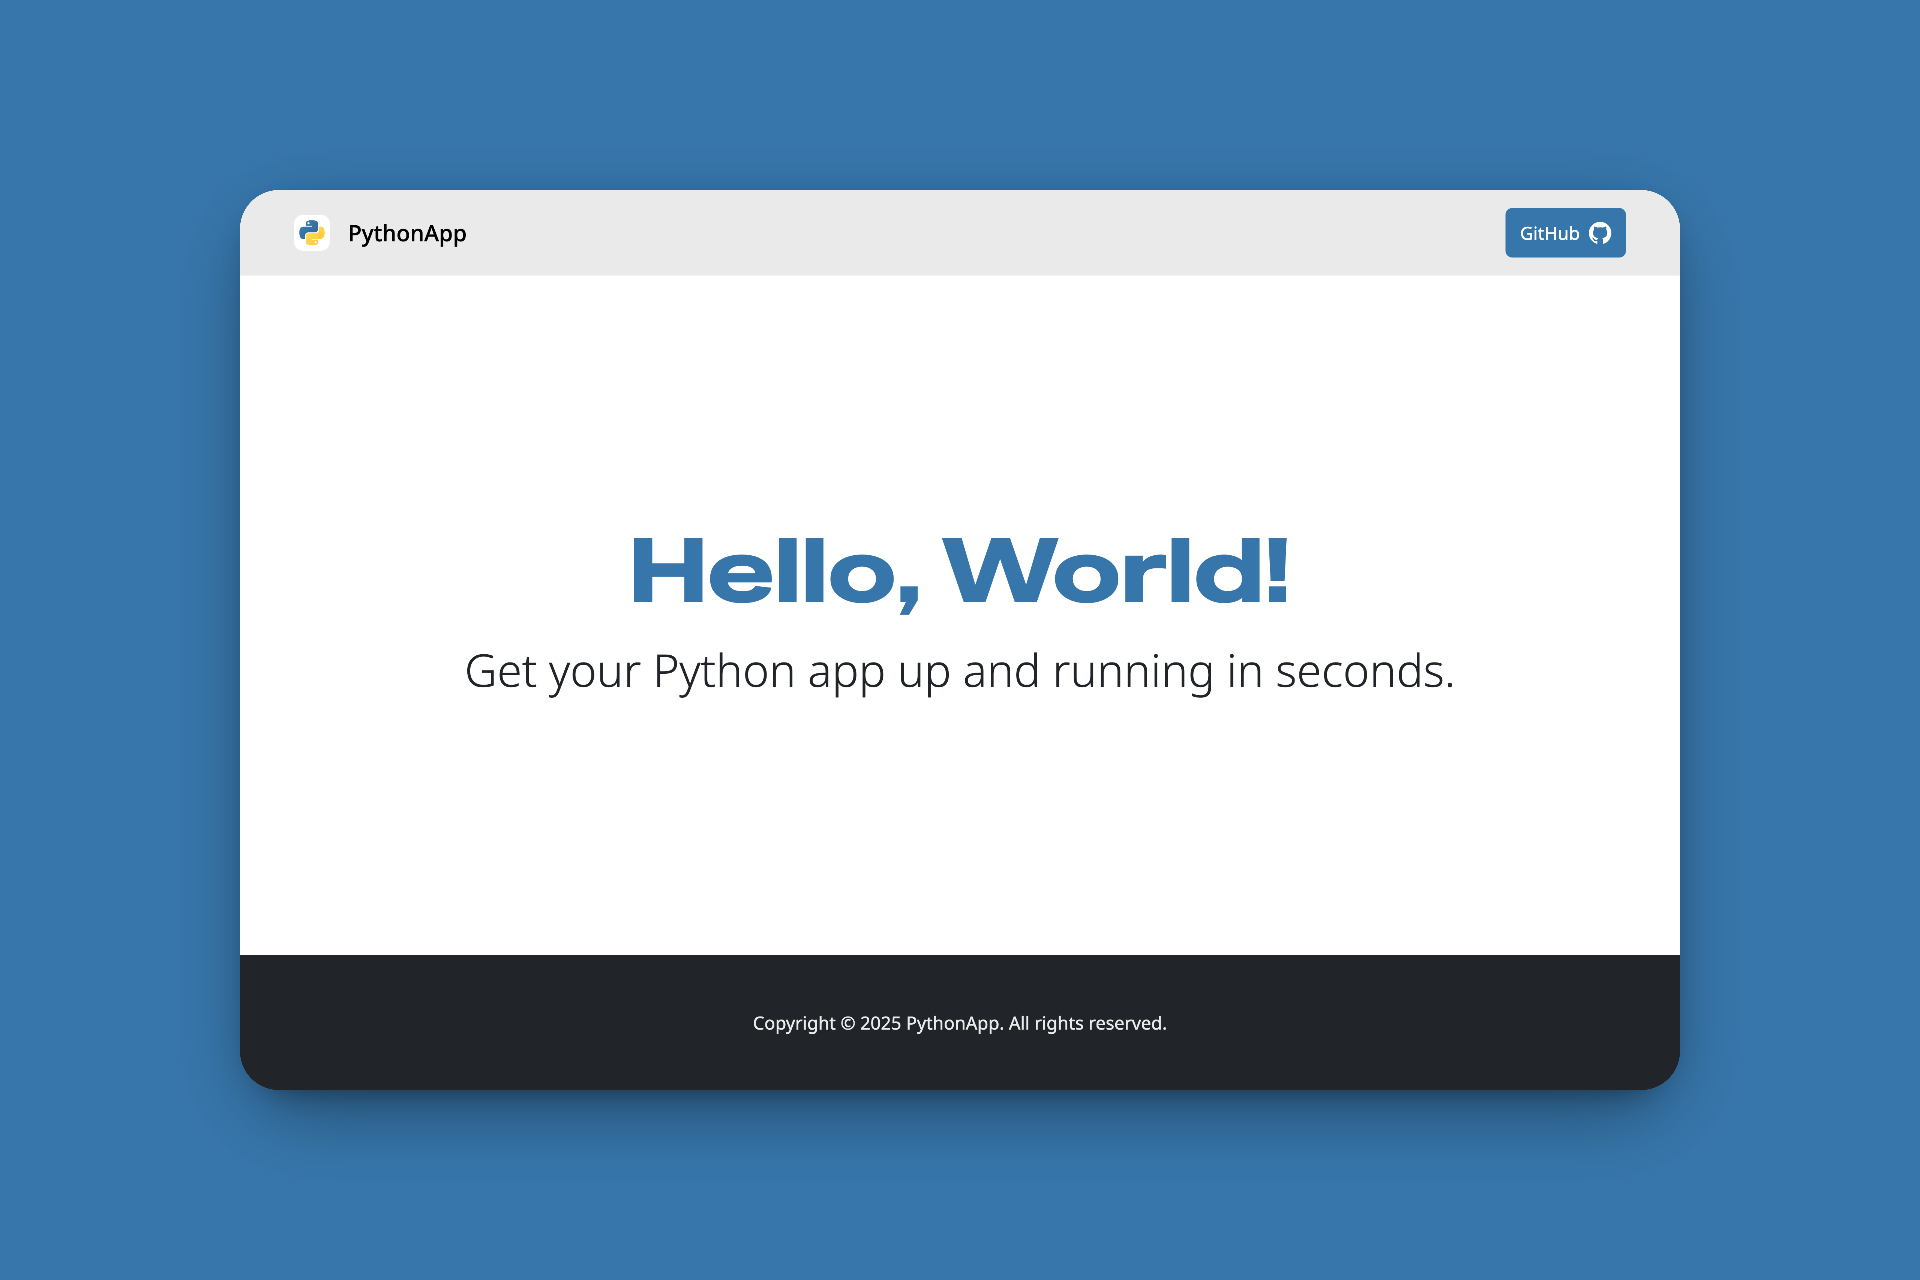 PythonApp
GitHub
Hello, World!
Get your Python app up and running in seconds.
Copyright © 2025 PythonApp. All rights reserved.